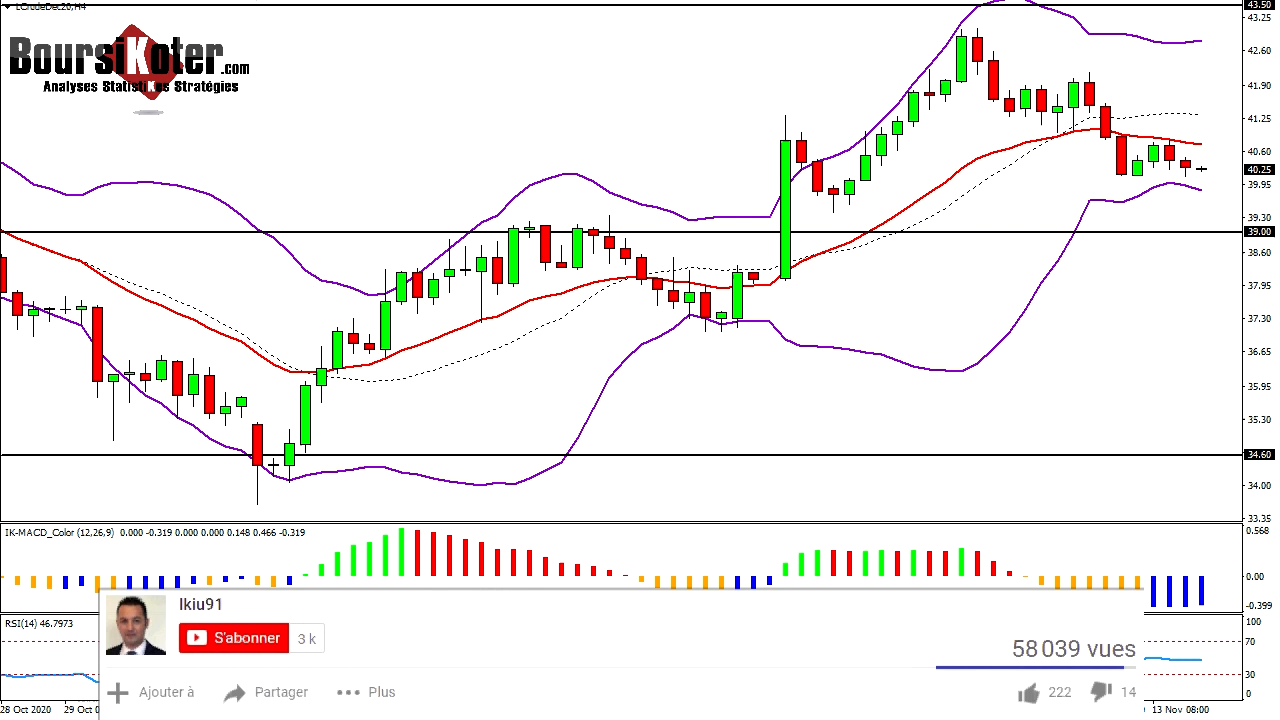 LCrudeDec20,H4
BoursiKoter.com
Analyses StatistiKes Stratégies
43.50
43.25
42.60
41.90
41.25
40.60
40.25
39.95
39.30
39.00
38.60
37.95
37.30
36.65
35.95
35.30
34.60
34.00
33.35
IK-MACD_Color (12,26,9) 0.000 -0.319 0.000 0.000 0.148 0.466 -0.319
0.568
0.00
-0.399
RSI(14) 46.7973
100
70
30
0
Ikiu91
S'abonner 3 k
58 039 vues
Ajouter à Partager Plus 222 14
28 Oct 2020 29 Oct 13 Nov 08:00